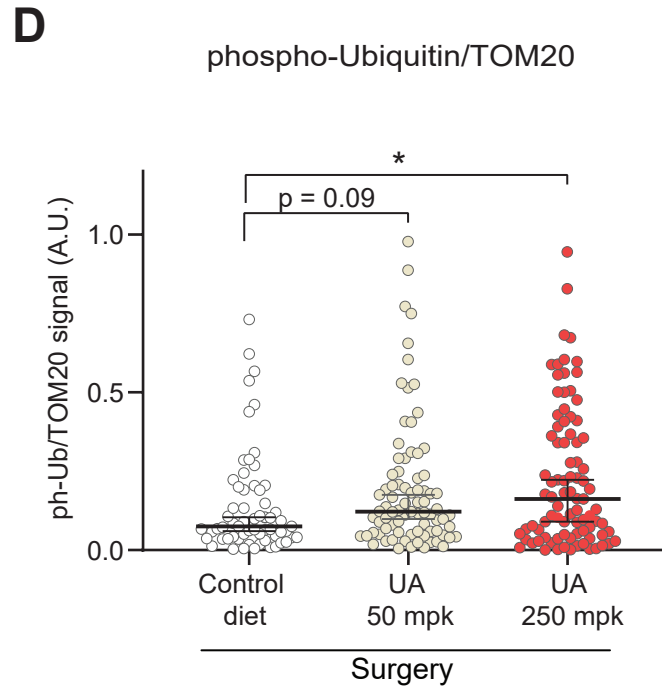 D
phospho-Ubiquitin/TOM20
*
p = 0.09
ph-Ub/TOM20 signal (A.U.)
1.0
0.5
0.0
Control diet
UA 50 mpk
UA 250 mpk
Surgery